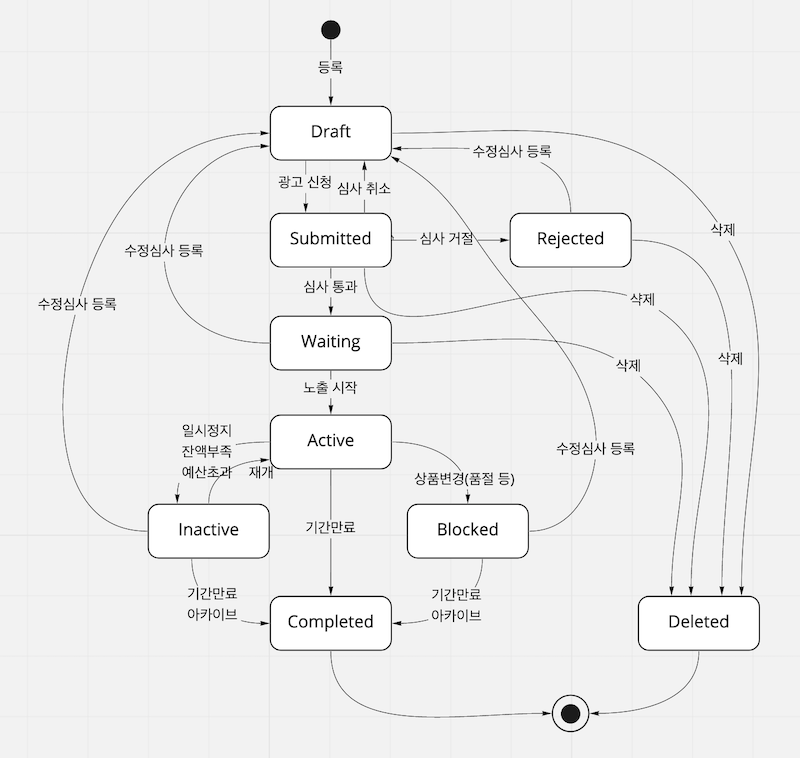 등록
Draft
수정심사 등록
광고 신청
심사 취소
삭제
Submitted
심사 거절
Rejected
수정심사 등록
심사 통과
수정심사 등록
삭제
Waiting
삭제
삭제
노출 시작
일시정지
잔액부족
예산초과
재개
Active
수정심사 등록
상품변경(품절 등)
Inactive
기간만료
Blocked
기간만료
아카이브
기간만료
아카이브
Completed
Deleted